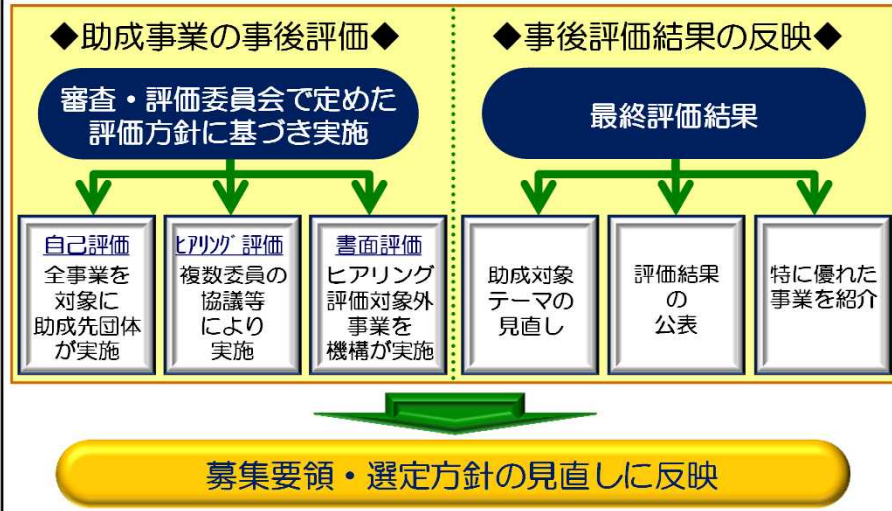 ◆助成事業の事後評価◆
審査・評価委員会で定めた
評価方針に基づき実施
自己評価
全事業を
対象に
助成先団体
が実施
ﾋｱﾘﾝｸﾞ評価
複数委員の
協議等
により
実施
書面評価
ヒアリング
評価対象外
事業を
機構が実施
◆事後評価結果の反映◆
最終評価結果
助成対象
テーマの
見直し
評価結果
の
公表
特に優れた
事業を紹介
募集要領・選定方針の見直しに反映